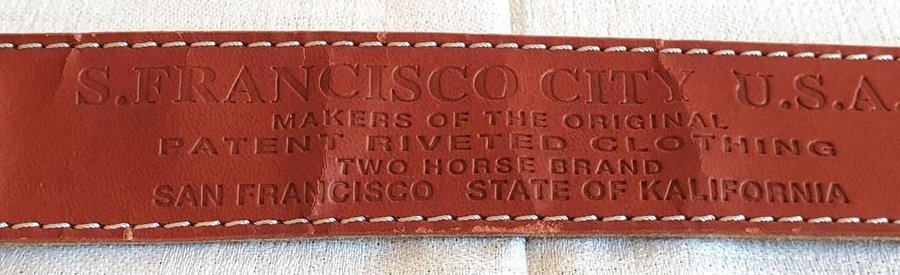 S.FRANCISCO CITY U.S.A.
MAKERS OF THE ORIGINAL
PATENT RIVETED CLOTHING
TWO HORSE BRAND
SAN FRANCISCO STATE OF KALIFORNIA